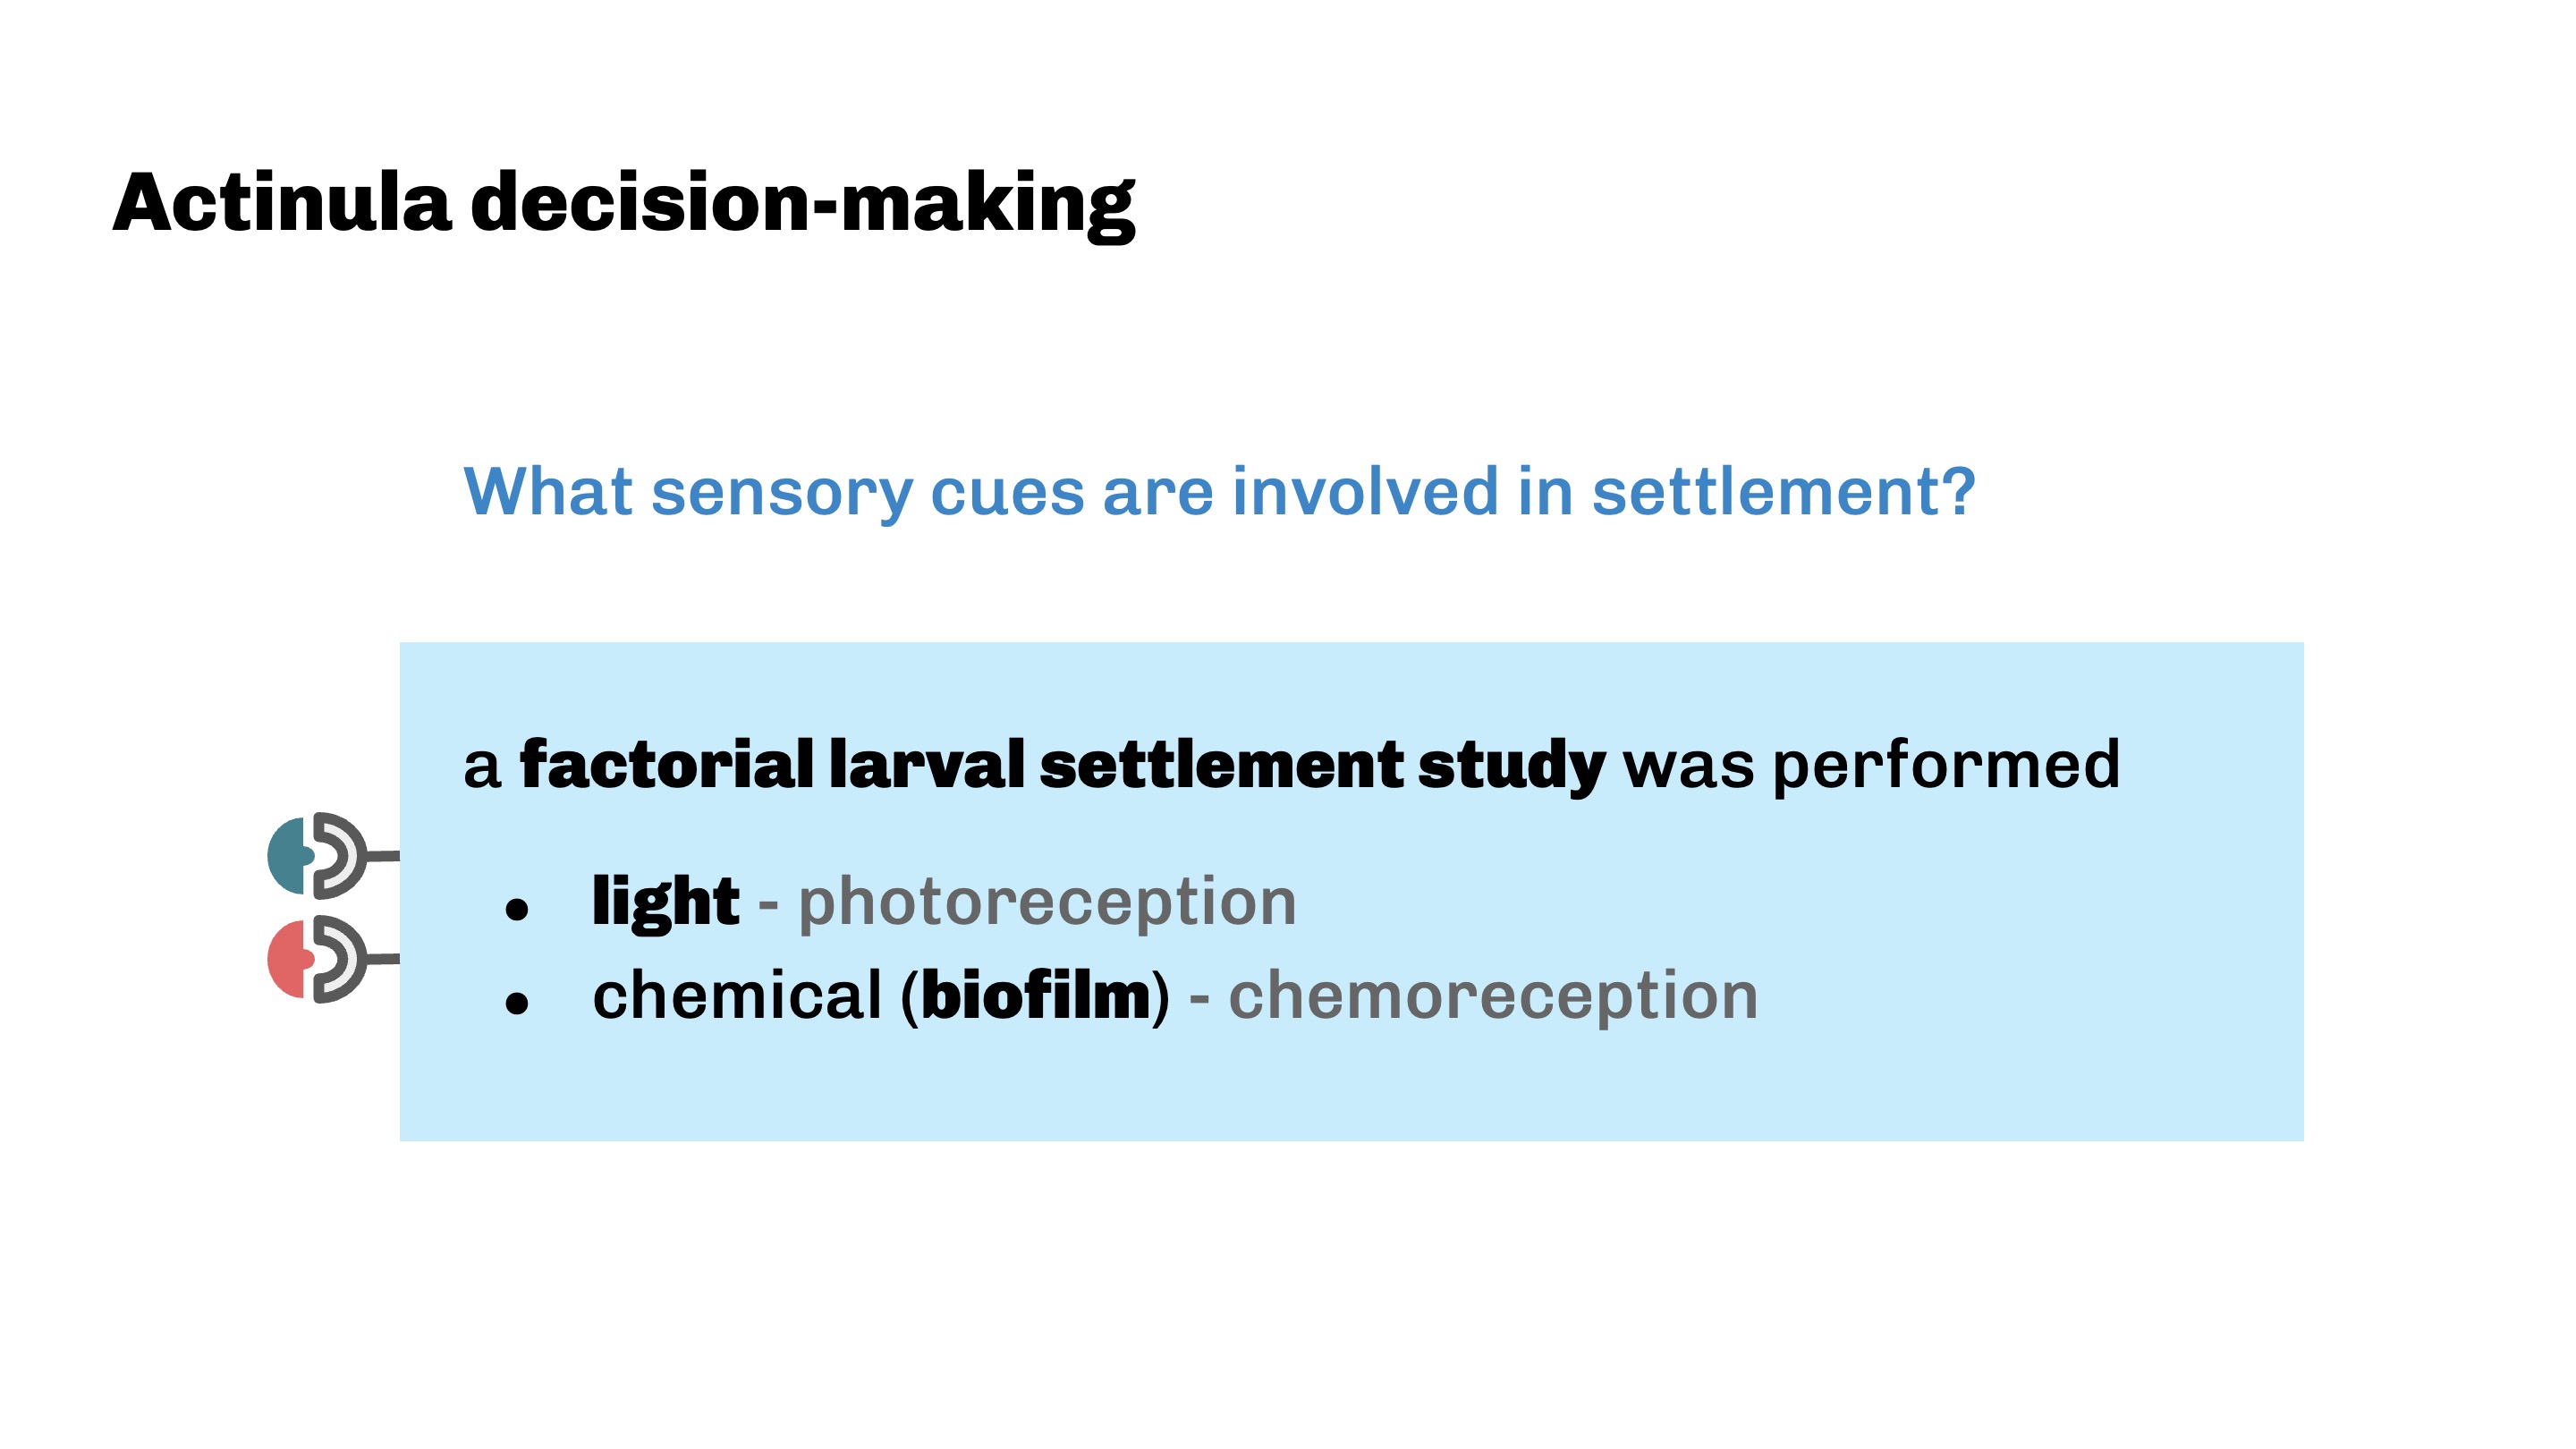 Actinula decision-making
What sensory cues are involved in settlement?
a factorial larval settlement study was performed
● light - photoreception
● chemical (biofilm) - chemoreception